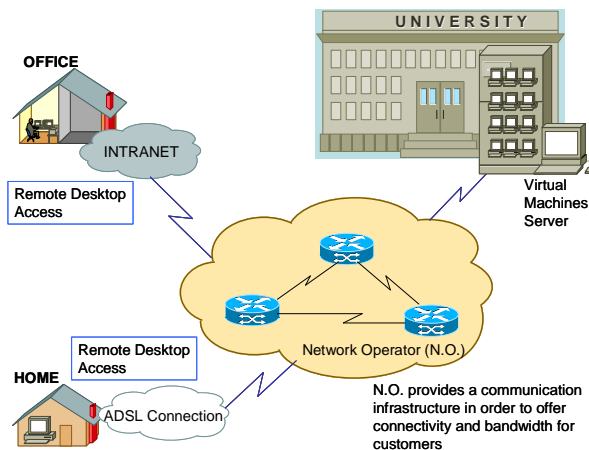 UNIVERSITY
OFFICE
INTRANET
Remote Desktop
Access
Virtual
Machines
Server
Network Operator (N.O.)
Remote Desktop
Access
HOME
ADSL Connection
N.O. provides a communication
infrastructure in order to offer
connectivity and bandwidth for
customers